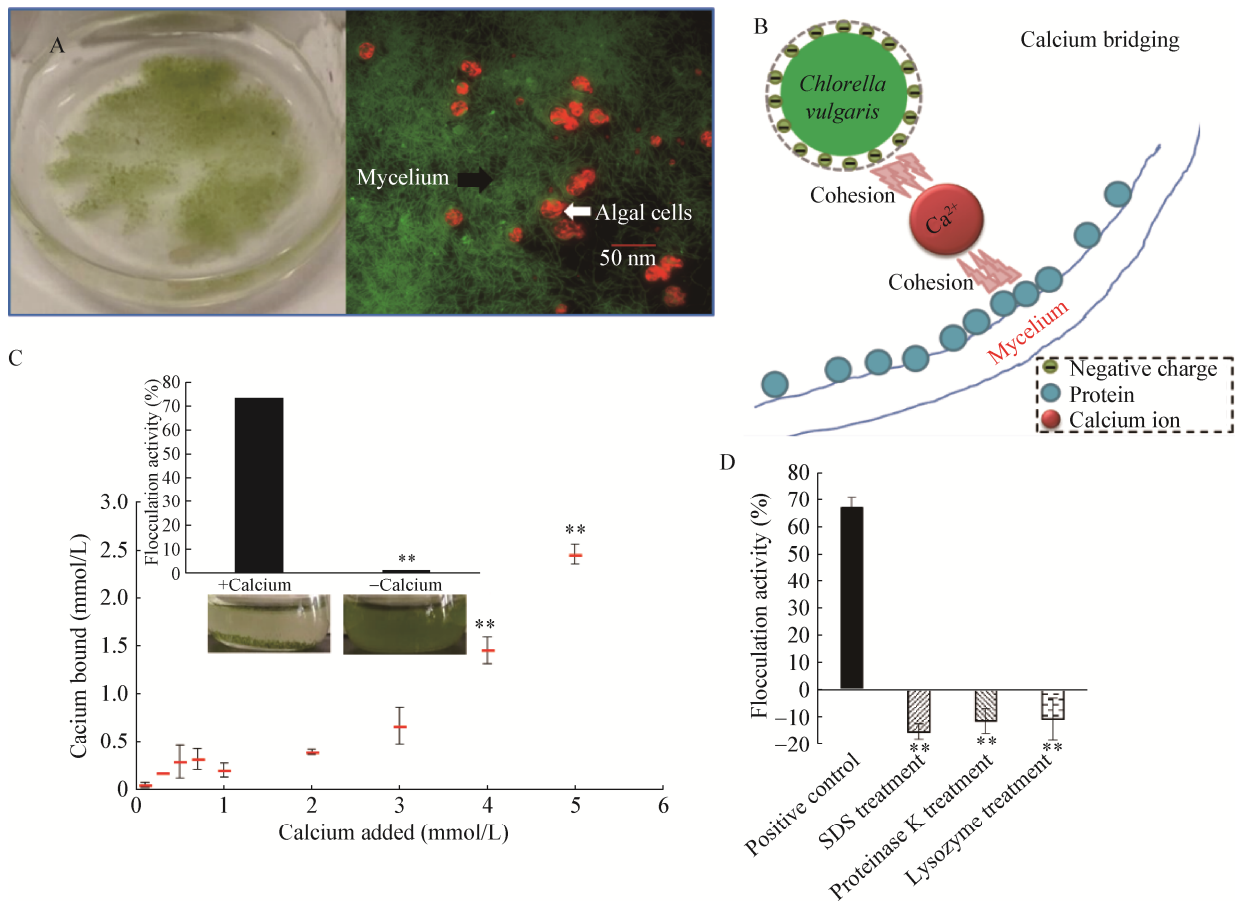 A
Mycelium
Algal cells
50 nm
B
Calcium bridging
Chlorella
vulgaris
Cohesion
Ca2+
Cohesion
Mycelium
Negative charge
Protein
Calcium ion
C
Flocculation activity (%)
80
70
60
50
40
30
20
10
0
+Calcium
−Calcium
**
Cacium bound (mmol/L)
3.0
2.5
2.0
1.5
1.0
0.5
0
**
**
0
1
2
3
4
5
6
Calcium added (mmol/L)
D
Flocculation activity (%)
80
70
60
50
40
30
20
10
0
−10
−20
**
**
**
Positive control
SDS treatment
Proteinase K treatment
Lysozyme treatment